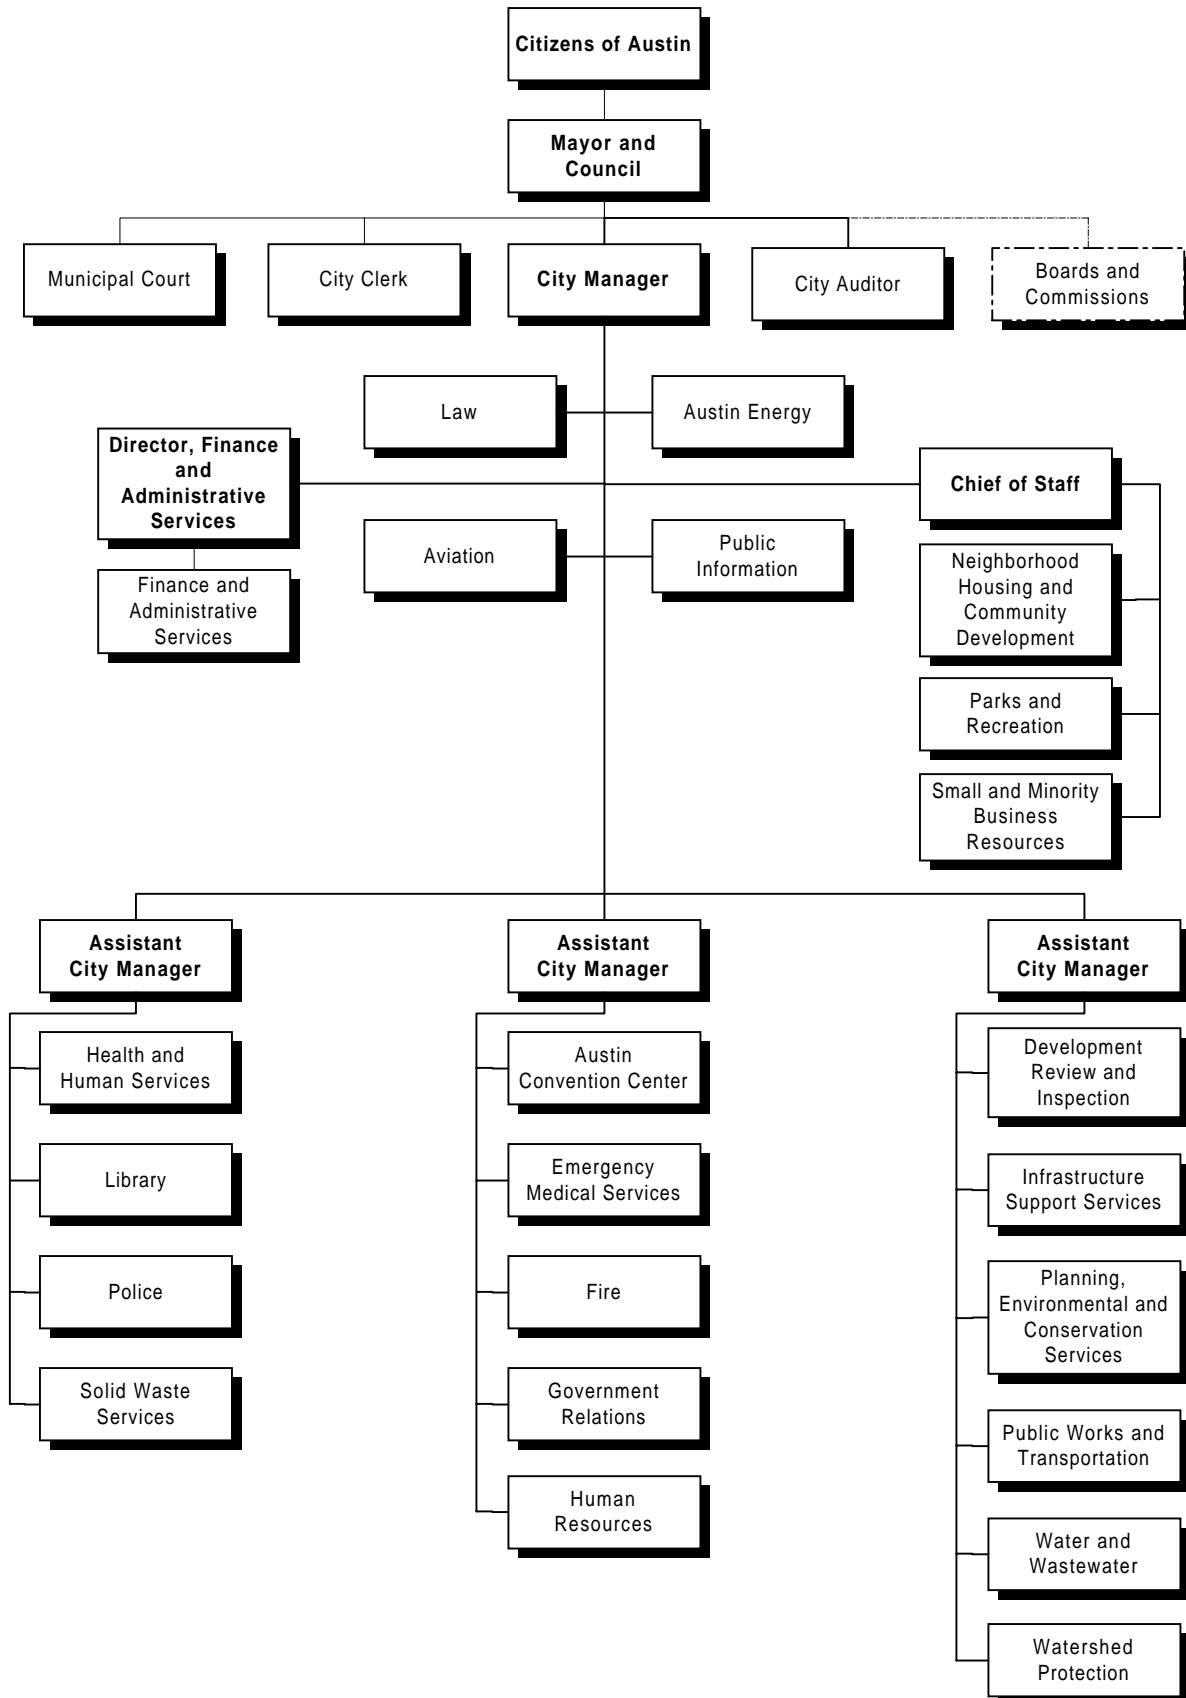 Citizens of Austin
Mayor and
Council
Municipal Court
City Clerk
City Manager
City Auditor
Boards and
Commissions
Law
Austin Energy
Director, Finance
and
Administrative
Services
Chief of Staff
Aviation
Public
Information
Finance and
Administrative
Services
Neighborhood
Housing and
Community
Development
Parks and
Recreation
Small and Minority
Business
Resources
Assistant
City Manager
Health and
Human Services
Library
Police
Solid Waste
Services
Assistant
City Manager
Austin
Convention Center
Emergency
Medical Services
Fire
Government
Relations
Human
Resources
Assistant
City Manager
Development
Review and
Inspection
Infrastructure
Support Services
Planning,
Environmental and
Conservation
Services
Public Works and
Transportation
Water and
Wastewater
Watershed
Protection